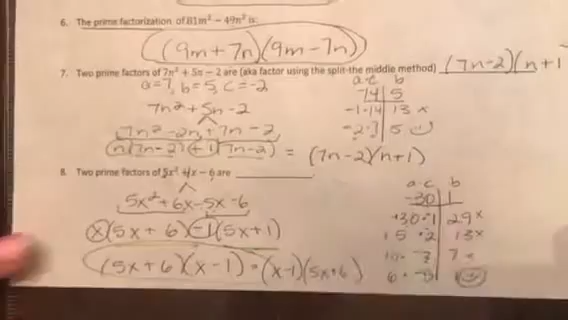 6. The prime factorization of 81m² - 49n² is:
(9m+7n)(9m-7n)
7. Two prime factors of 7n² + 5n - 2 are (aka factor using the split-the middle method) (7n-2)(n+1
a=7, b=5, c=-2
a·c b
7n²+5n-2
-14 5
-1·14 13 x
7n²-2n+7n-2
-2·7 5
n(7n-2)+1(7n-2) = (7n-2)(n+1)
8. Two prime factors of 5x² + x - 6 are
a·c b
5x²+6x-5x-6
-30 1
+30·-1 29 x
x(5x+6)-1(5x+1)
15·-2 13x
10·-3 7x
(5x+6)(x-1)=(x-1)(5x+6)
6·-5